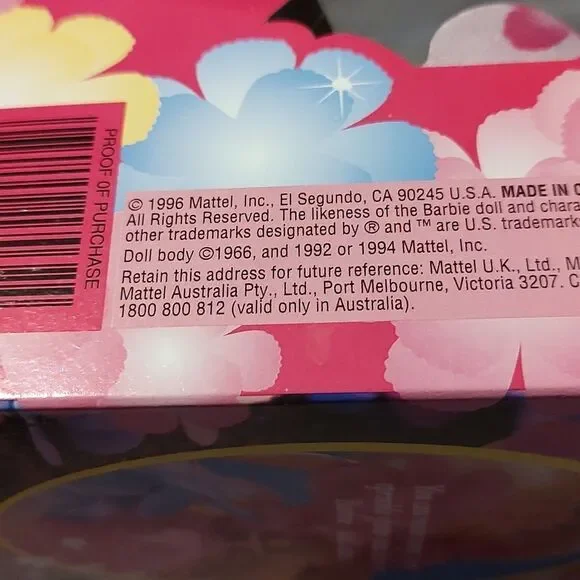 PROOF OF PURCHASE
© 1996 Mattel, Inc., El Segundo, CA 90245 U.S.A. MADE IN
All Rights Reserved. The likeness of the Barbie doll and
other trademarks designated by ® and ™ are U.S.
Doll body ©1966, and 1992 or 1994 Mattel, Inc.
Retain this address for future reference: Mattel U.K., Ltd.,
Mattel Australia Pty., Ltd., Port Melbourne, Victoria 3207.
1800 800 812 (valid only in Australia).